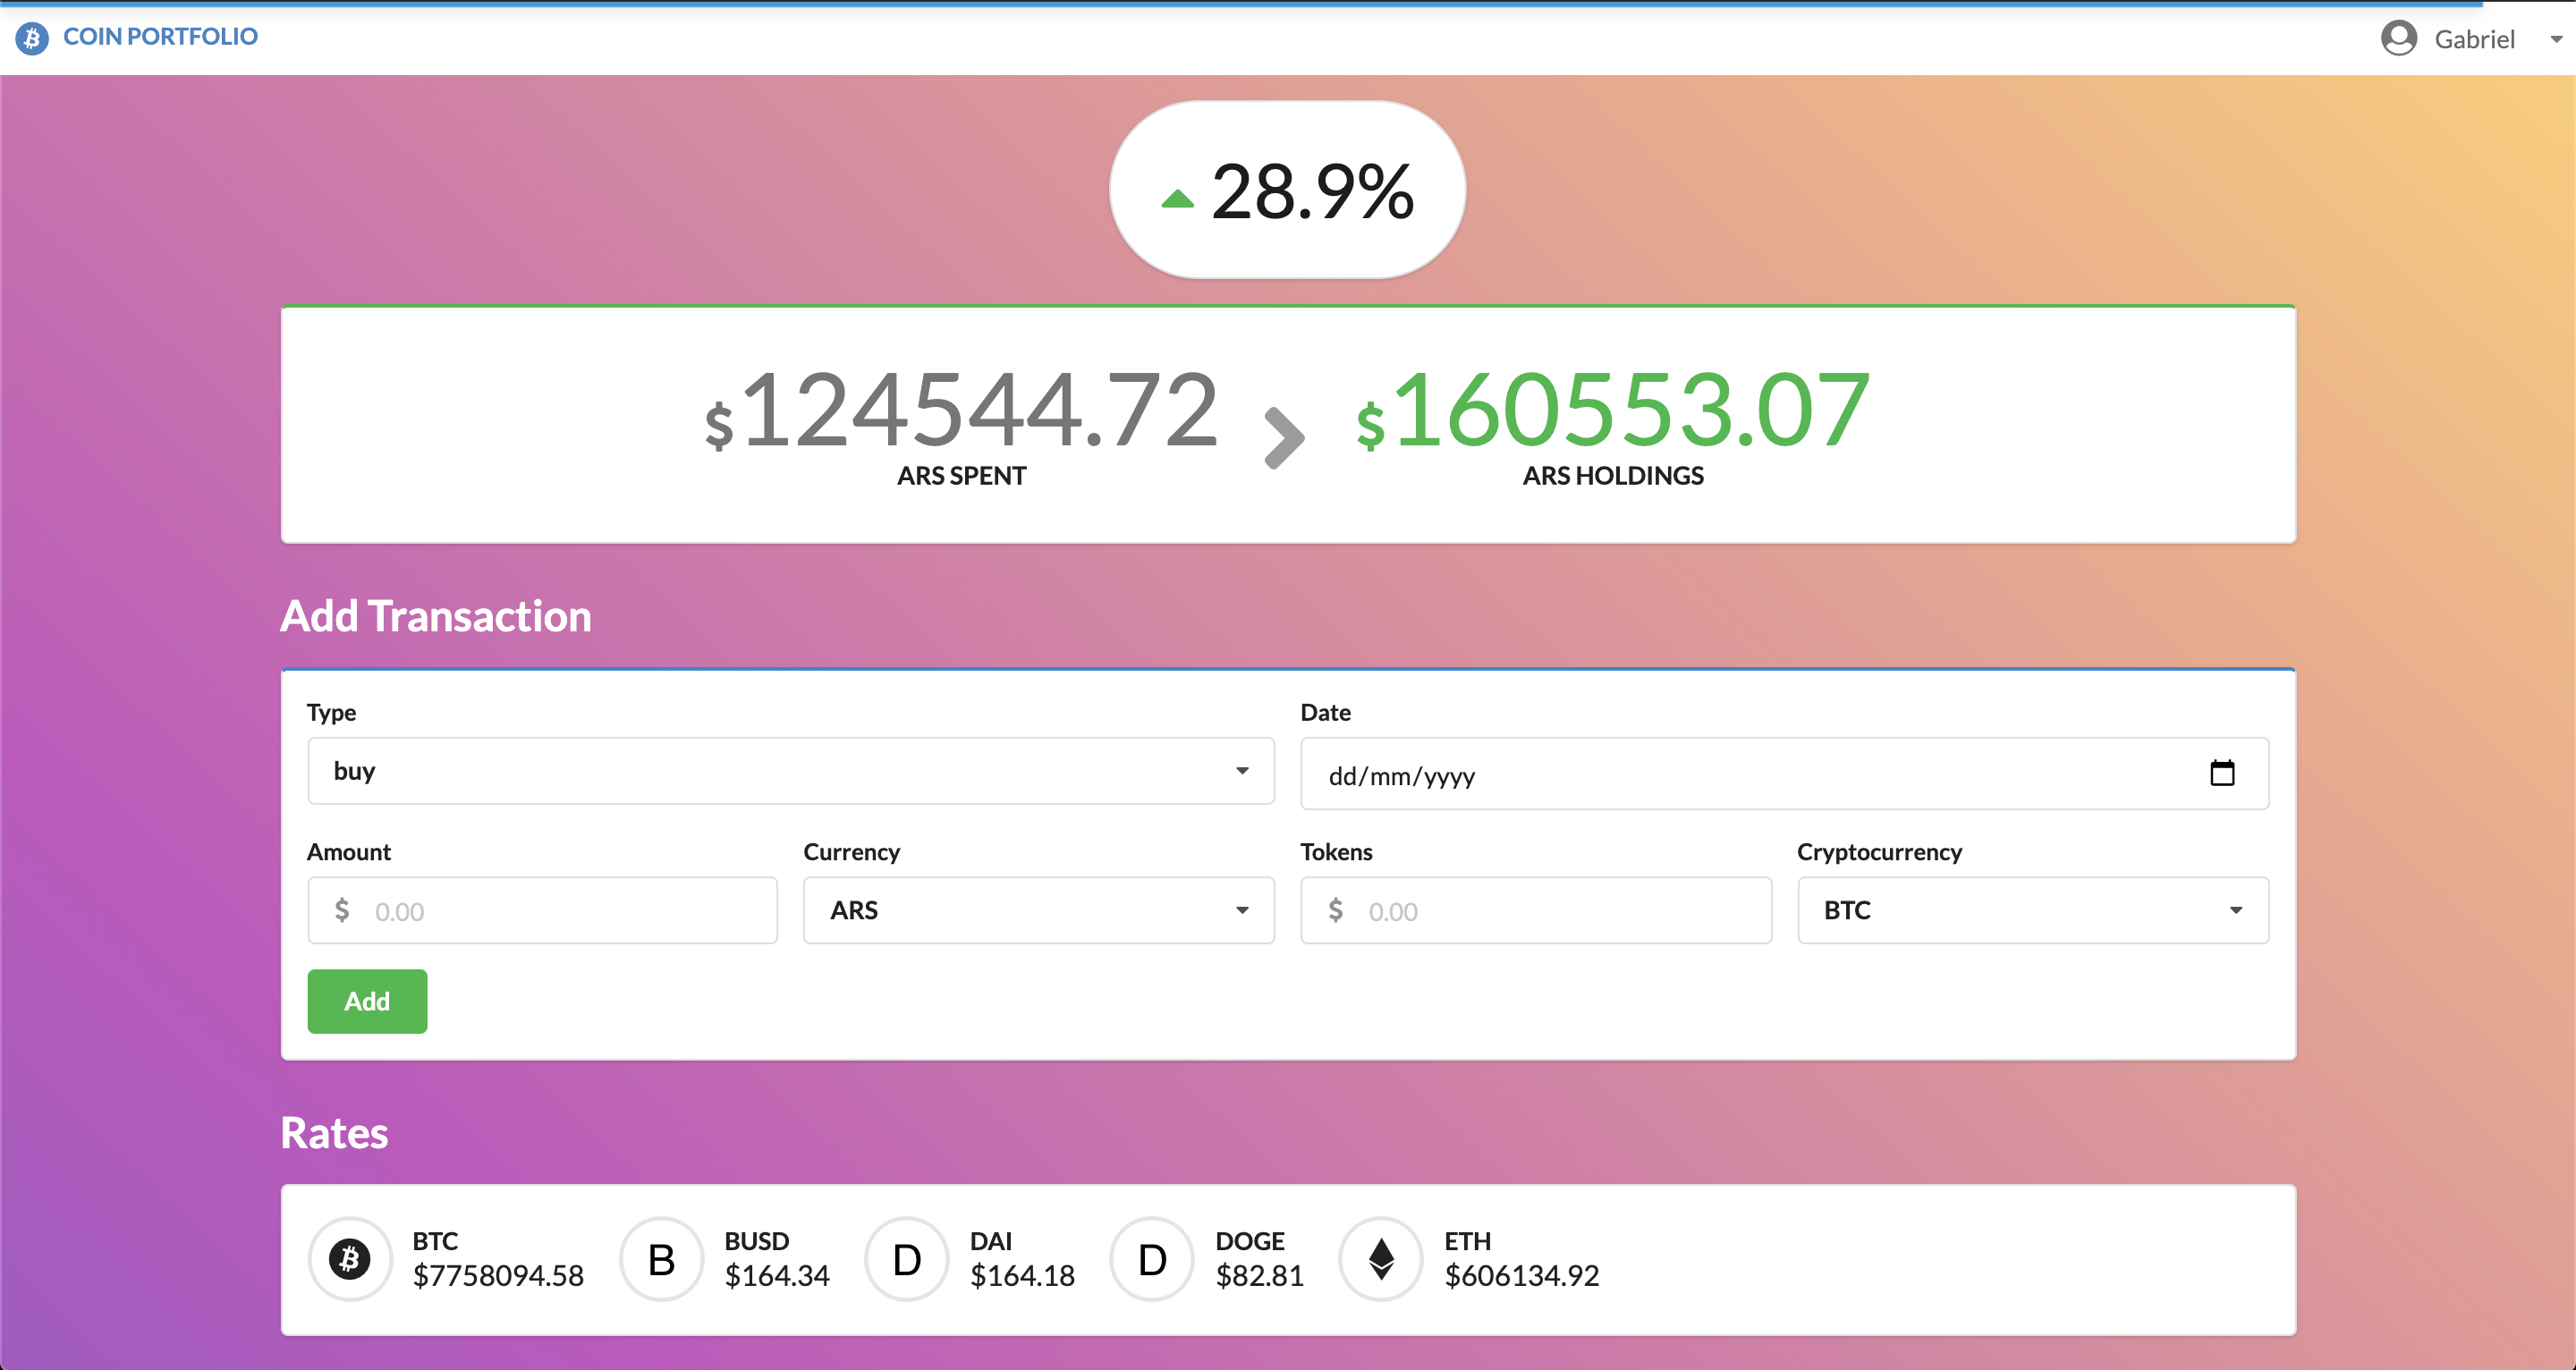 COIN PORTFOLIO
Gabriel
28.9%
$124544.72
ARS SPENT
$160553.07
ARS HOLDINGS
Add Transaction
Type
Date
buy
dd/mm/yyyy
Amount
Currency
Tokens
Cryptocurrency
$ 0.00
ARS
$ 0.00
BTC
Add
Rates
BTC
$7758094.58
B
BUSD
$164.34
D
DAI
$164.18
D
DOGE
$82.81
ETH
$606134.92